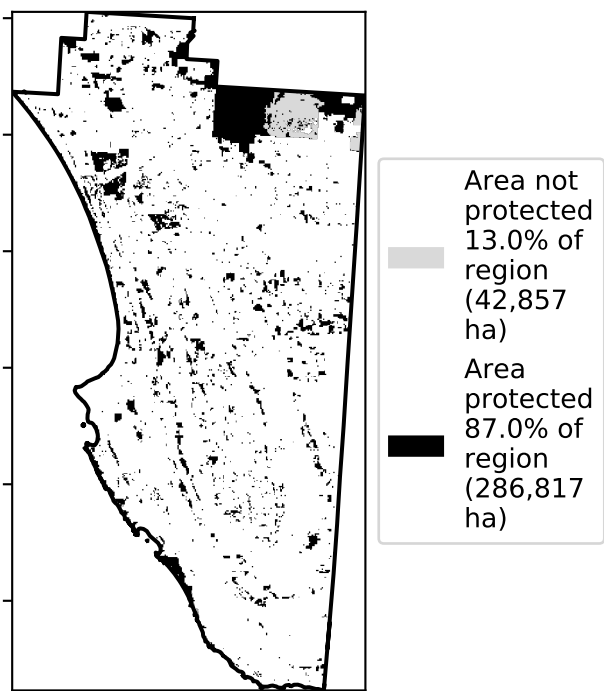 Area not
protected
13.0% of
region
(42,857
ha)
Area
protected
87.0% of
region
(286,817
ha)